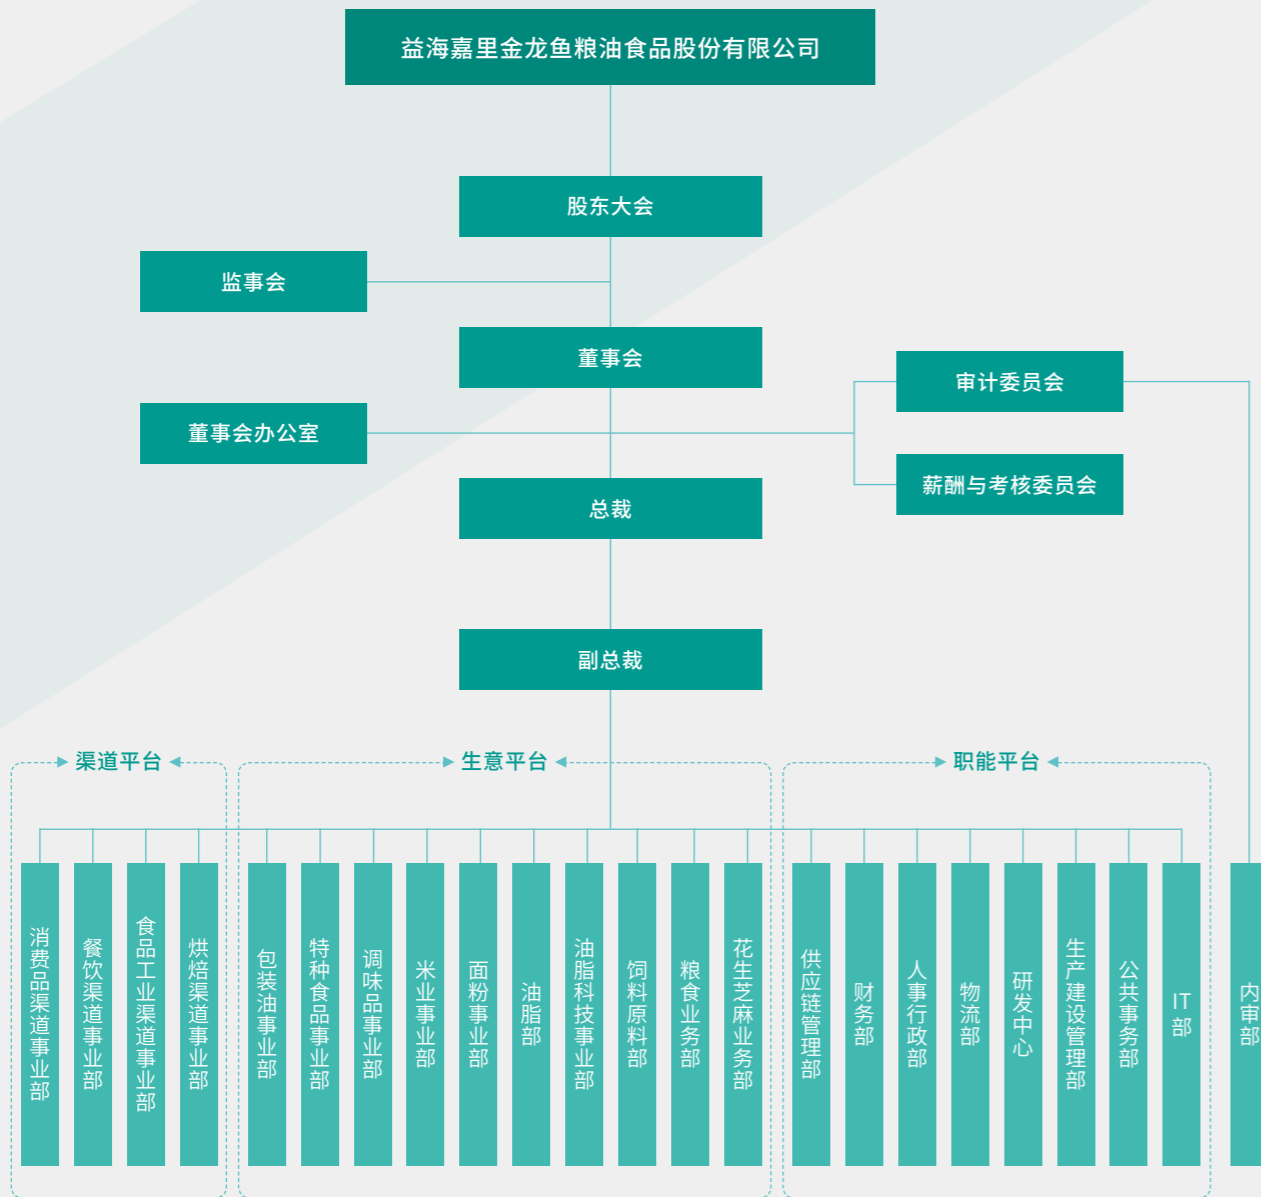 益海嘉里金龙鱼粮油食品股份有限公司
股东大会
监事会
董事会
审计委员会
董事会办公室
薪酬与考核委员会
总裁
副总裁
渠道平台
生意平台
职能平台
消费品渠道事业部
餐饮渠道事业部
食品工业渠道事业部
烘焙渠道事业部
包装油事业部
特种食品事业部
调味品事业部
米业事业部
面粉事业部
油脂部
油脂科技事业部
饲料原料部
粮食业务部
花生芝麻业务部
供应链管理部
财务部
人事行政部
物流部
研发中心
生产建设管理部
公共事务部
IT部
内审部